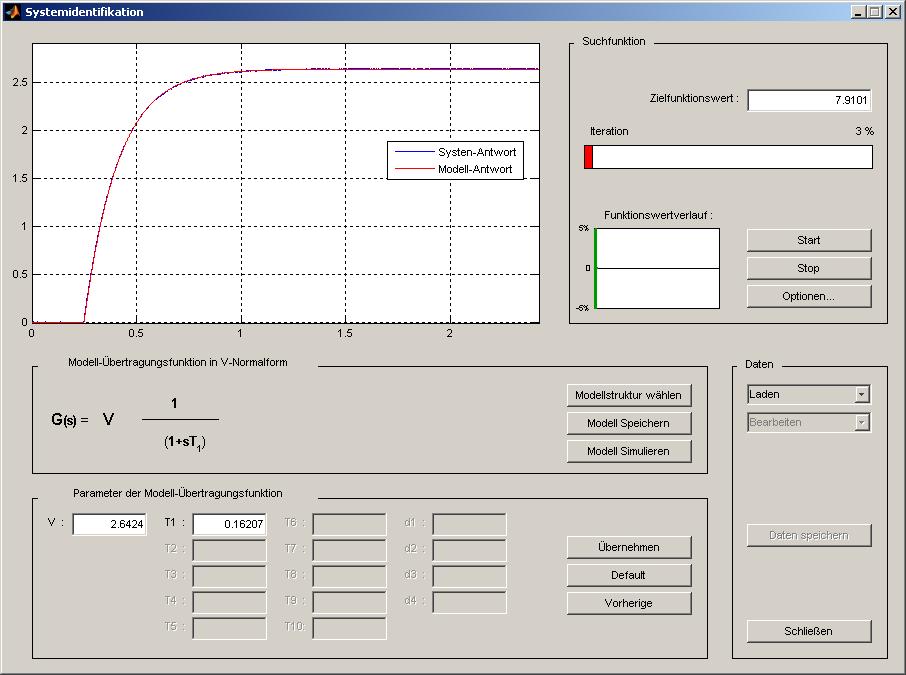 Systemidentifikation
2.5
2
1.5
1
0.5
0
0 0.5 1 1.5 2
Systen-Antwort
Modell-Antwort
Suchfunktion
Zielfunktionswert : 7.9101
Iteration 3 %
Funktionswertverlauf :
5%
0
-5%
Start
Stop
Optionen...
Modell-Übertragungsfunktion in V-Normform
G(s) = V 1
(1+sT1)
Modellstruktur wählen
Modell Speichern
Modell Simulieren
Daten
Laden
Bearbeiten
Daten speichern
Schließen
Parameter der Modell-Übertragungsfunktion
V : 2.6424 T1 : 0.16207 T6 : d1 :
T2 : T7 : d2 :
T3 : T8 : d3 :
T4 : T9 : d4 :
T5 : T10:
Übernehmen
Default
Vorherige